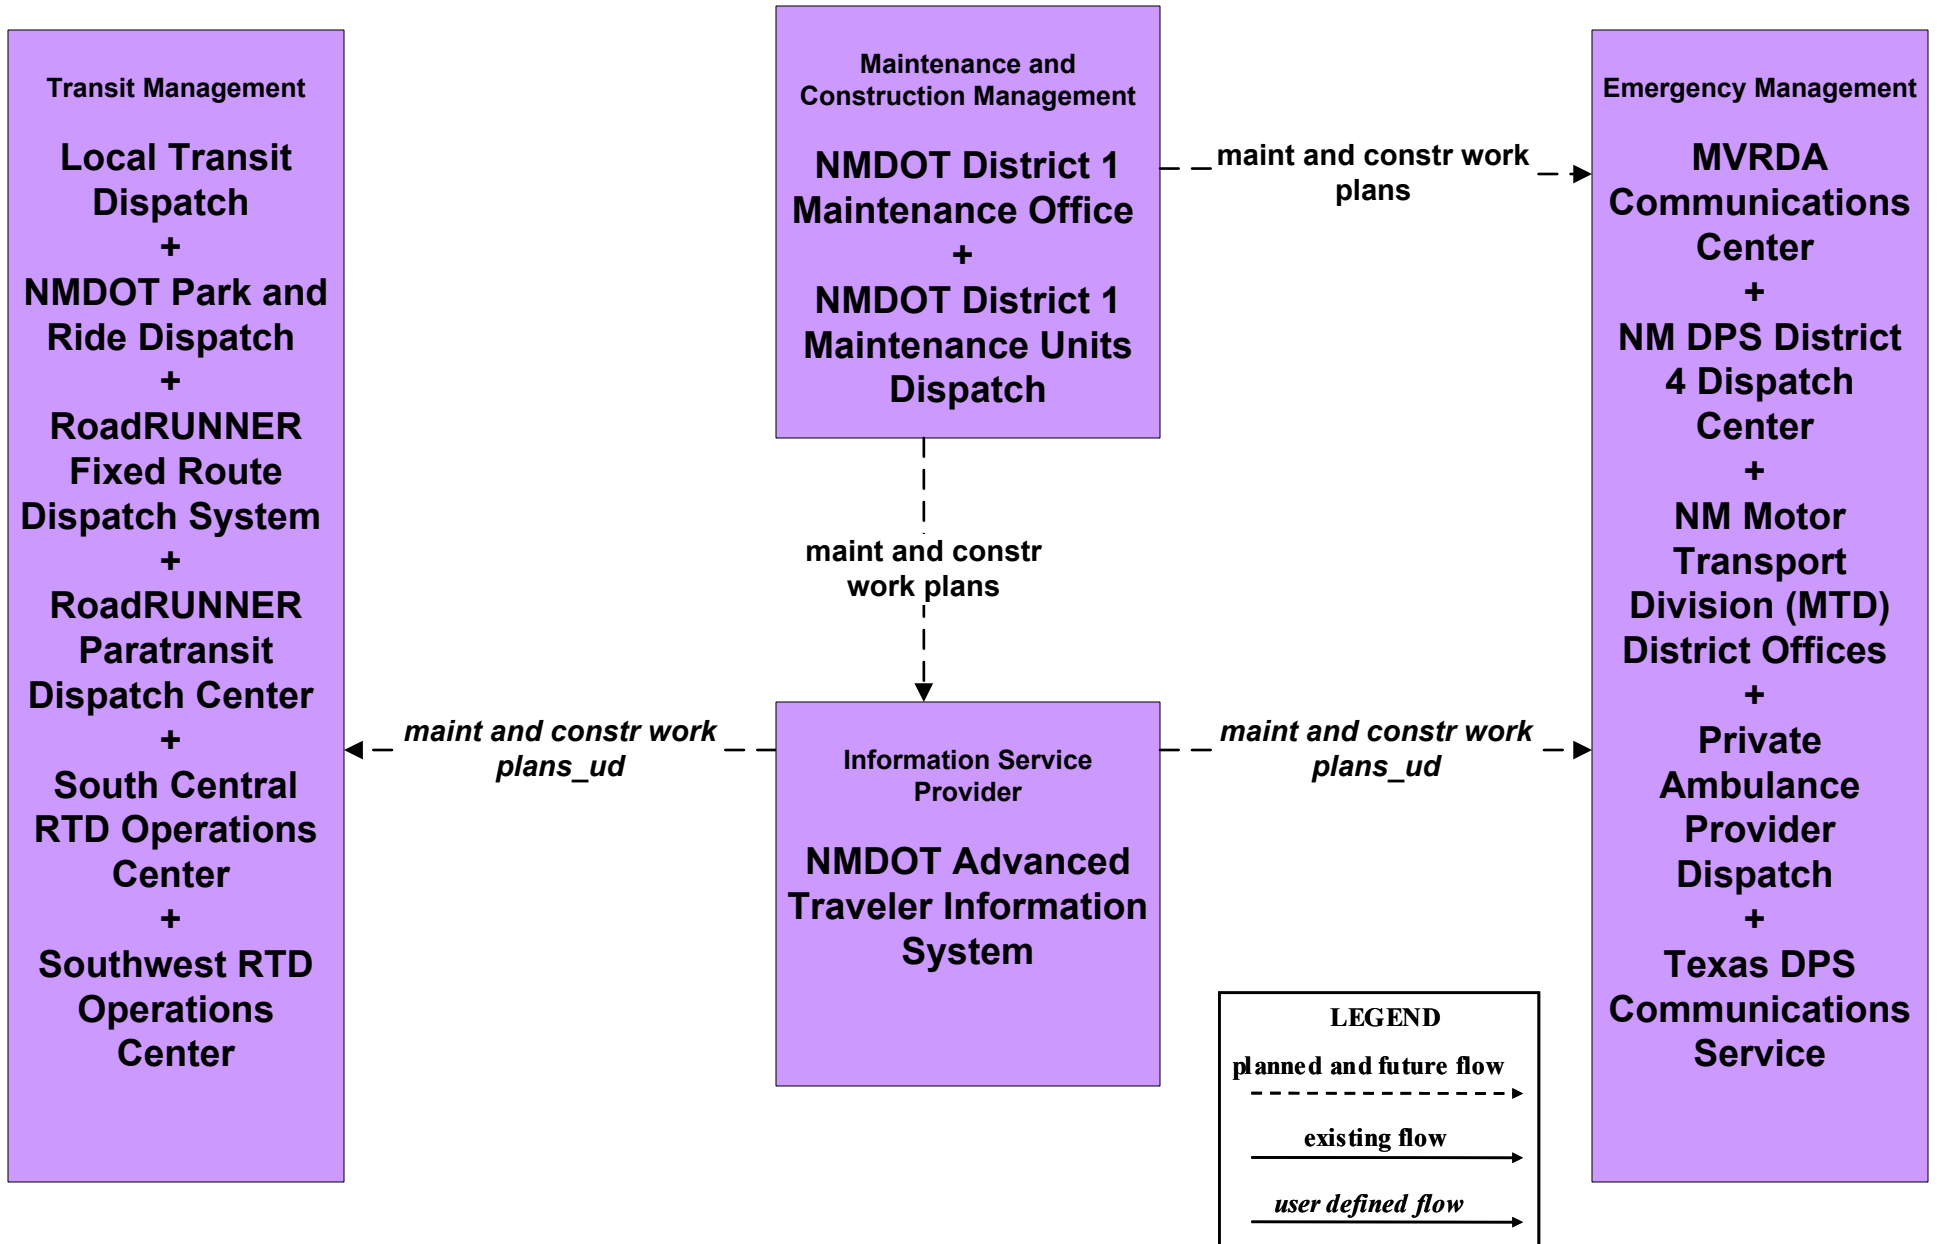 Transit Management
Local Transit
Dispatch
+
NMDOT Park and
Ride Dispatch
+
RoadRUNNER
Fixed Route
Dispatch System
+
RoadRUNNER
Paratransit
Dispatch Center
+
South Central
RTD Operations
Center
+
Southwest RTD
Operations
Center
Maintenance and
Construction Management
NMDOT District 1
Maintenance Office
+
NMDOT District 1
Maintenance Units
Dispatch
maint and constr work
plans
maint and constr
work plans
maint and constr work
plans_ud
Information Service
Provider
NMDOT Advanced
Traveler Information
System
maint and constr work
plans_ud
Emergency Management
MVRDA
Communications
Center
+
NM DPS District
4 Dispatch
Center
+
NM Motor
Transport
Division (MTD)
District Offices
+
Private
Ambulance
Provider
Dispatch
+
Texas DPS
Communications
Service
LEGEND
planned and future flow
existing flow
user defined flow